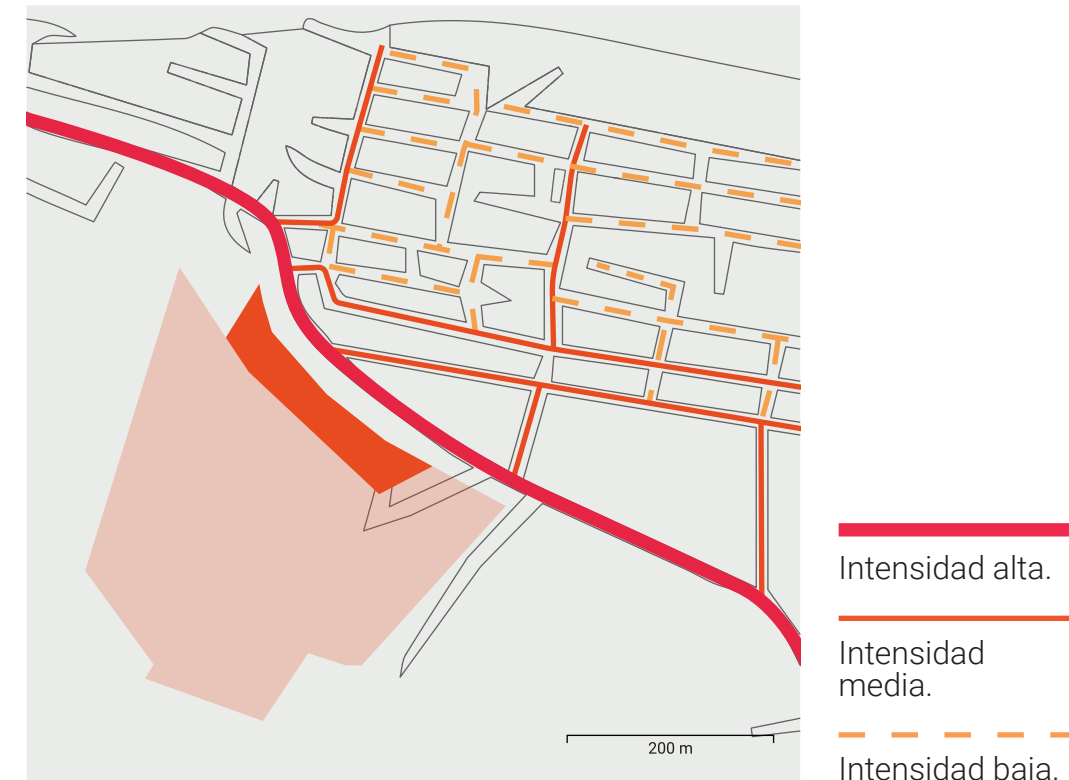 200 m
Intensidad alta.
Intensidad
media.
Intensidad baja.